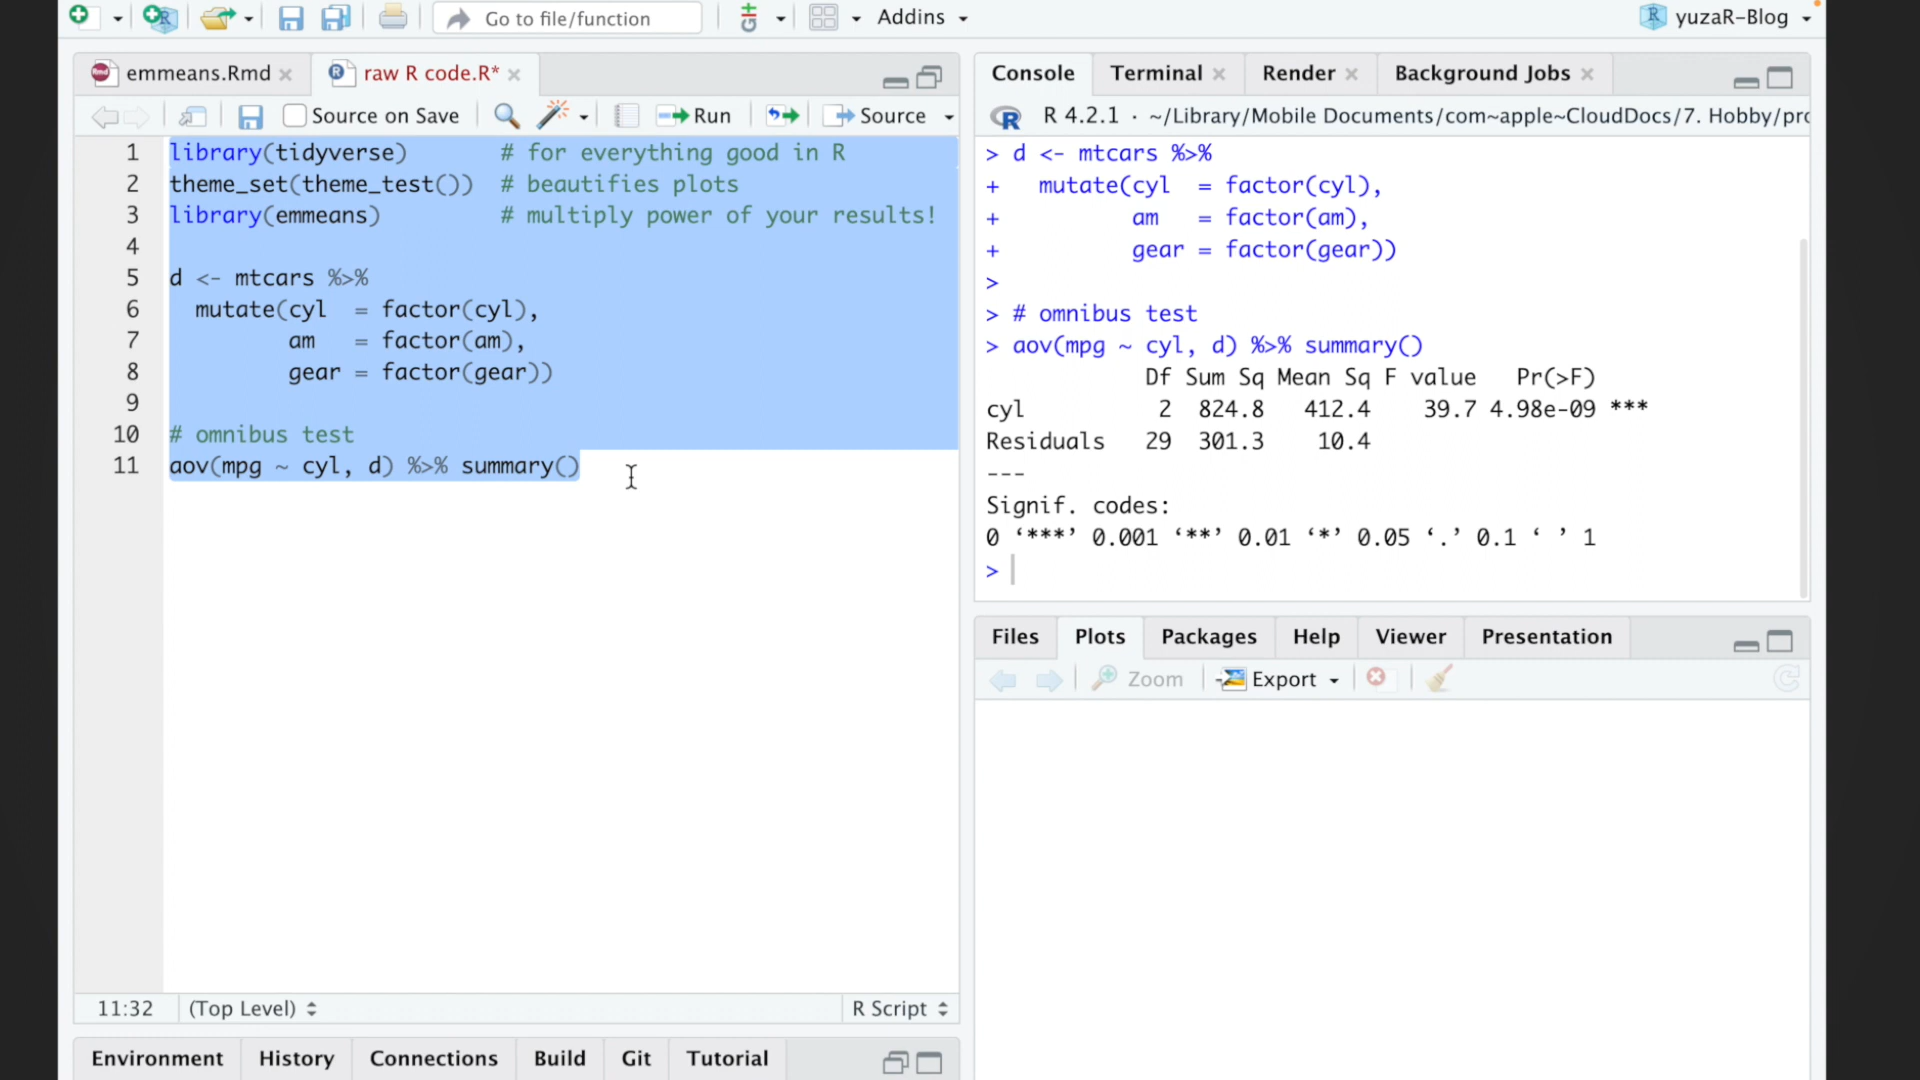 Go to file/function
Addins
yuzaR-Blog
emmeans.Rmd
raw R code.R*
Source on Save
Run
Source
1 library(tidyverse) # for everything good in R
2 theme_set(theme_test()) # beautifies plots
3 library(emmeans) # multiply power of your results!
4
5 d <- mtcars %>%
6 mutate(cyl = factor(cyl),
7 am = factor(am),
8 gear = factor(gear))
9
10 # omnibus test
11 aov(mpg ~ cyl, d) %>% summary()
11:32
(Top Level)
R Script
Environment
History
Connections
Build
Git
Tutorial
Console
Terminal
Render
Background Jobs
R 4.2.1 · ~/Library/Mobile Documents/com~apple~CloudDocs/7. Hobby/pro
> d <- mtcars %>%
+ mutate(cyl = factor(cyl),
+ am = factor(am),
+ gear = factor(gear))
>
> # omnibus test
> aov(mpg ~ cyl, d) %>% summary()
Df Sum Sq Mean Sq F value Pr(>F)
cyl 2 824.8 412.4 39.7 4.98e-09 ***
Residuals 29 301.3 10.4
---
Signif. codes:
0 ‘***’ 0.001 ‘**’ 0.01 ‘*’ 0.05 ‘.’ 0.1 ‘ ’ 1
>
Files
Plots
Packages
Help
Viewer
Presentation
Zoom
Export